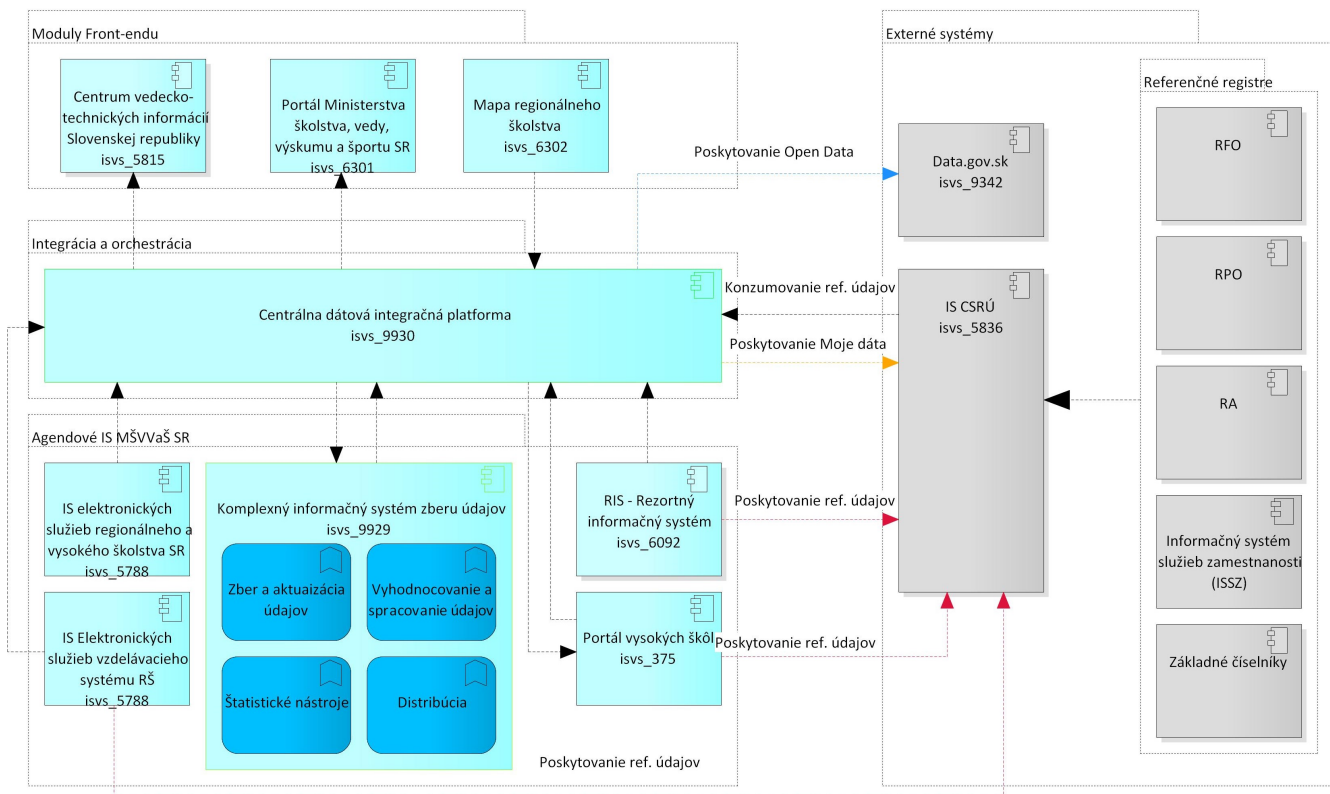 Moduly Front-endu
Centrum vedecko-
technických informácií
Slovenskej republiky
isvs_5815
Portál Ministerstva
školstva, vedy,
výskumu a športu SR
isvs_6301
Mapa regionálneho
školstva
isvs_6302
Externé systémy
Referenčné registre
RFO
RPO
RA
Informačný systém
služieb zamestnanosti
(ISSZ)
Základné číselníky
Poskytovanie Open Data
Data.gov.sk
isvs_9342
Integrácia a orchestrácia
Centrálna dátová integračná platforma
isvs_9930
Konzumovanie ref. údajov
Poskytovanie Moje dáta
IS CSRÚ
isvs_5836
Agendové IS MŠVVaŠ SR
IS elektronických
služieb regionálneho a
vysokého školstva SR
isvs_5788
IS Elektronických
služieb vzdelávacieho
systému RŠ
isvs_5788
Komplexný informačný systém zberu údajov
isvs_9929
Zber a aktuaizácia
údajov
Vyhodnocovanie a
spracovanie údajov
Štatistické nástroje
Distribúcia
RIS - Rezortný
informačný systém
isvs_6092
Poskytovanie ref. údajov
Portál vysokých škôl
isvs_375
Poskytovanie ref. údajov
Poskytovanie ref. údajov